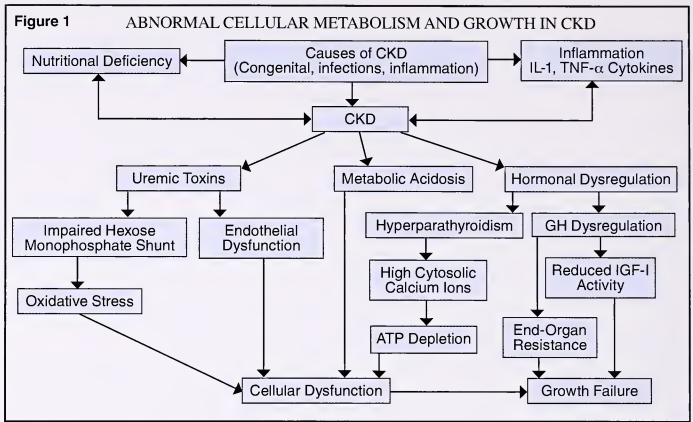 Figure 1
ABNORMAL CELLULAR METABOLISM AND GROWTH IN CKD
Nutritional Deficiency
Causes of CKD
(Congenital, infections, inflammation)
Inflammation
IL-1, TNF-α Cytokines
CKD
Uremic Toxins
Metabolic Acidosis
Hormonal Dysregulation
Impaired Hexose
Monophosphate Shunt
Endothelial
Dysfunction
Hyperparathyroidism
GH Dysregulation
High Cytosolic
Calcium Ions
Reduced IGF-I
Activity
Oxidative Stress
ATP Depletion
End-Organ
Resistance
Cellular Dysfunction
Growth Failure